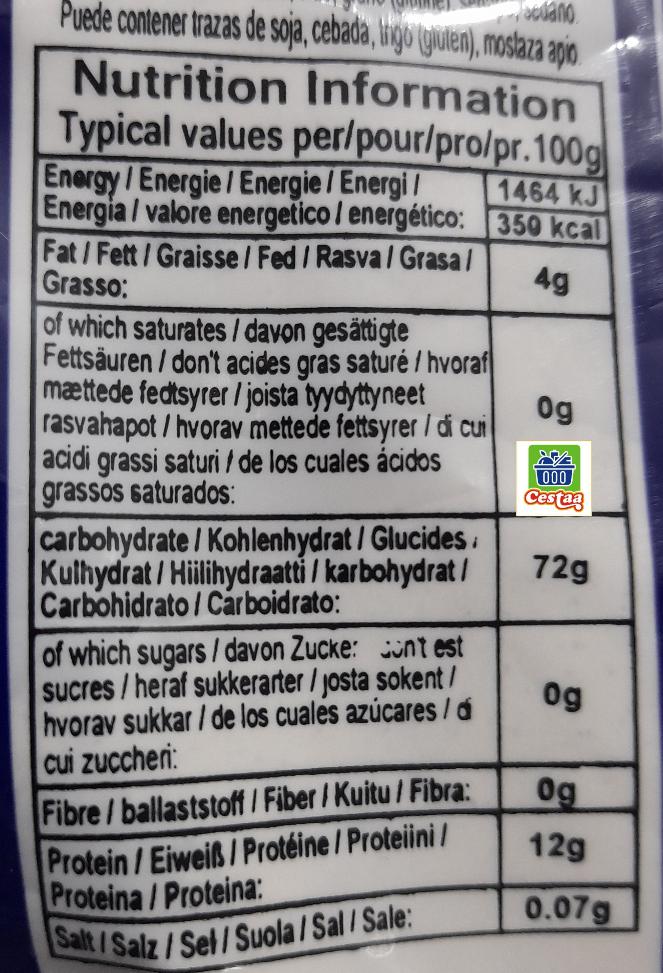 sedano.
Puede contener trazas de soja, cebada, trigo (gluten), mostaza apio.
Nutrition Information
Typical values per/pour/pro/pr.100g
Energy / Energie / Energie / Energi /
Energía / valore energetico / energético:
1464 kJ
350 kcal
Fat / Fett / Graisse / Fed / Rasva / Grasa /
Grasso:
4g
of which saturates / davon gesättigte
Fettsäuren / don't acides gras saturé / hvoraf
mættede fedtsyrer / joista tyydyttyneet
rasvahapot / hvorav mettede fettsyrer / di cui
acidi grassi saturi / de los cuales ácidos
grassos saturados:
0g
Cestaa
carbohydrate / Kohlenhydrat / Glucides /
Kulhydrat / Hiilihydraatti / karbohydrat /
Carbohidrato / Carboidrato:
72g
of which sugars / davon Zucker est
sucres / heraf sukkerarter / josta sokent /
hvorav sukkar / de los cuales azúcares / di
cui zuccheri:
0g
Fibre / ballaststoff / Fiber / Kuitu / Fibra:
0g
Protein / Eiweiß / Protéine / Proteiini /
Proteina / Proteina:
12g
Salt / Salz / Sel / Suola / Sal / Sale:
0.07g